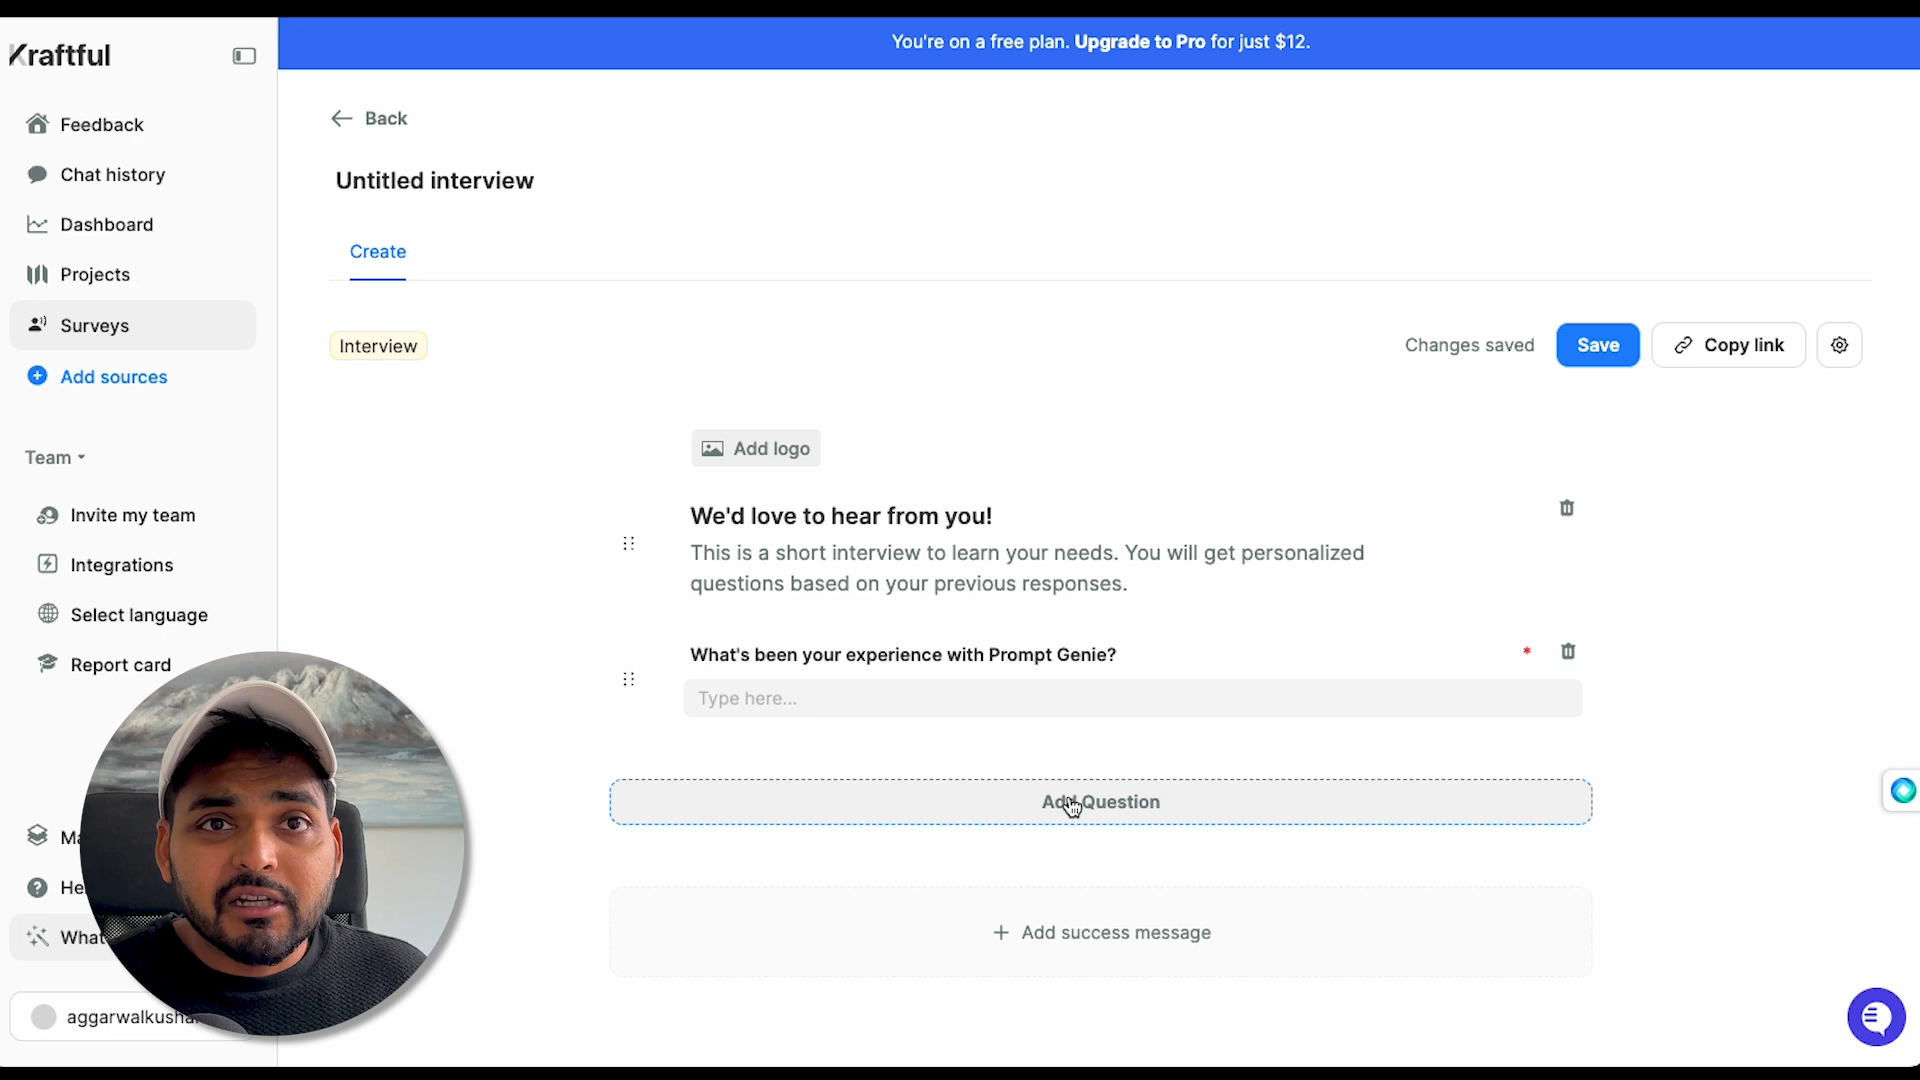 You're on a free plan. Upgrade to Pro for just $12.
Kraftful
Feedback
Chat history
Dashboard
Projects
Surveys
Add sources
Team
Invite my team
Integrations
Select language
Report card
Back
Untitled interview
Create
Interview
Changes saved
Save
Copy link
Add logo
We'd love to hear from you!
This is a short interview to learn your needs. You will get personalized
questions based on your previous responses.
What's been your experience with Prompt Genie? *
Type here...
Add Question
+ Add success message